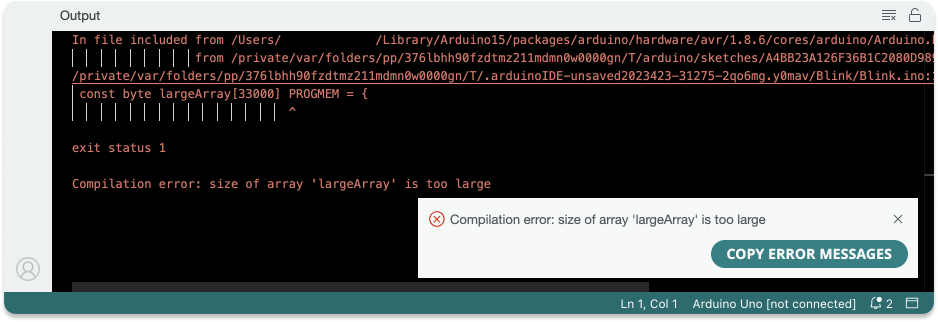 Output
In file included from /Users/ /Library/Arduino15/packages/arduino/hardware/avr/1.8.6/cores/arduino/Arduino.
from /private/var/folders/pp/376lbhh90fzdtmz211mdmn0w0000gn/T/arduino/sketches/A4BB23A126F36B1C2080D98
/private/var/folders/pp/376lbhh90fzdtmz211mdmn0w0000gn/T/.arduinoIDE-unsaved2023423-31275-2qo6mg.y0mav/Blink/Blink.ino:
const byte largeArray[33000] PROGMEM = {
^
exit status 1
Compilation error: size of array 'largeArray' is too large
Compilation error: size of array 'largeArray' is too large
COPY ERROR MESSAGES
Ln 1, Col 1 Arduino Uno [not connected] 2